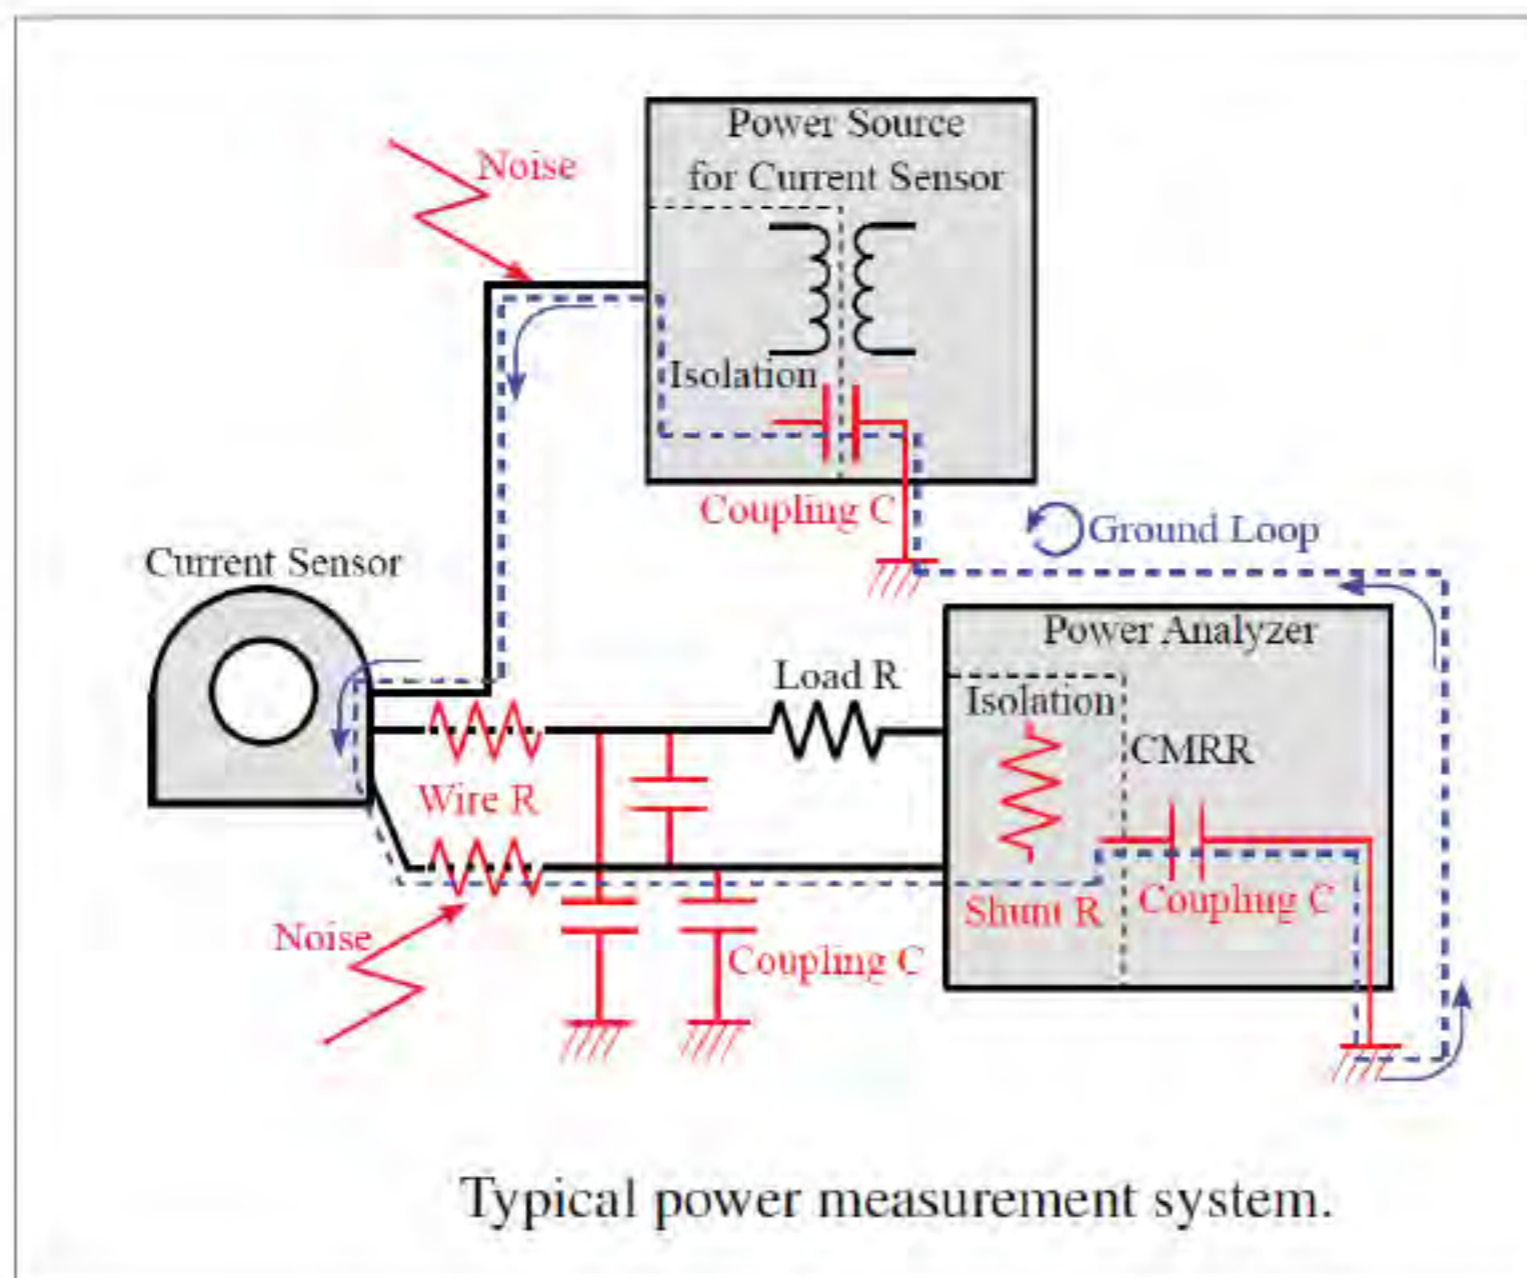 Power Source
for Current Sensor
Noise
Isolation
Coupling C
Ground Loop
Current Sensor
Power Analyzer
Load R
Isolation
CMRR
Wire R
Shunt R
Coupling C
Noise
Coupling C
Typical power measurement system.